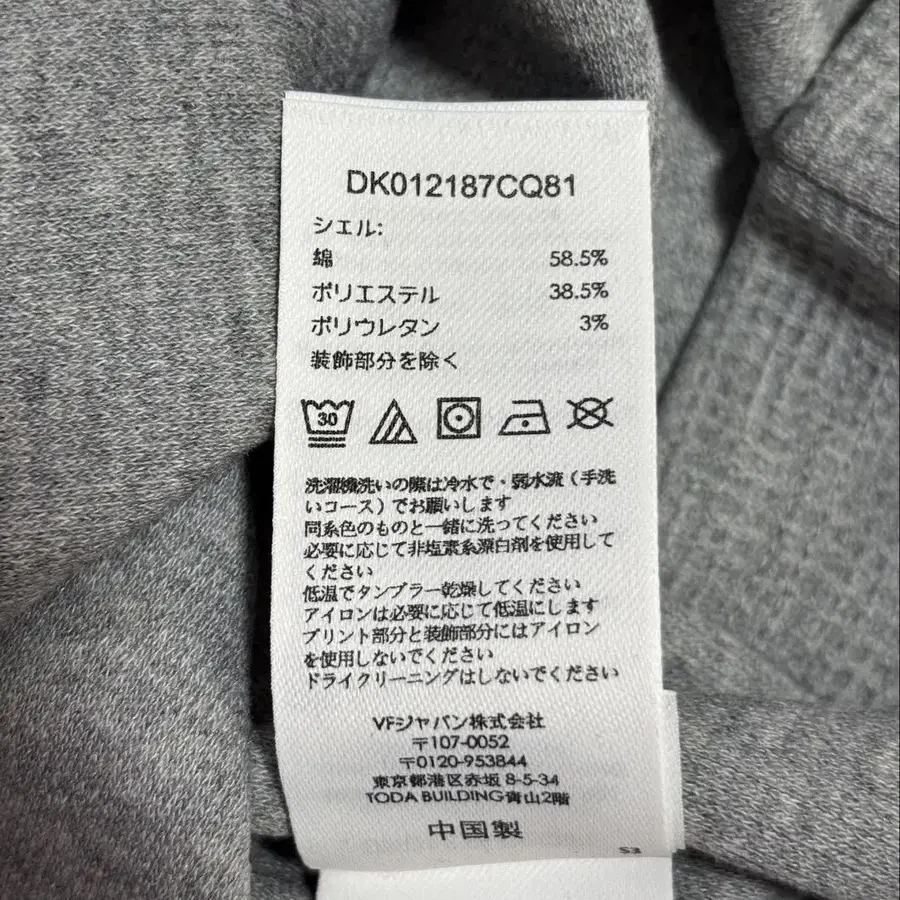 DK012187CQ81
シェル:
綿 58.5%
ポリエステル 38.5%
ポリウレタン 3%
装飾部分を除く
30
洗濯機洗いの際は冷水で・弱水流（手洗
いコース）でお願いします
同系色のものと一緒に洗ってください
必要に応じて非塩素系漂白剤を使用して
ください
低温でタンブラー乾燥してください
アイロンは必要に応じて低温にします
プリント部分と装飾部分にはアイロン
を使用しないでください
ドライクリーニングはしないでください
VFジャパン株式会社
〒107-0052
〒0120-953844
東京都港区赤坂 8-5-34
TODA BUILDING青山2階
中国製
S3